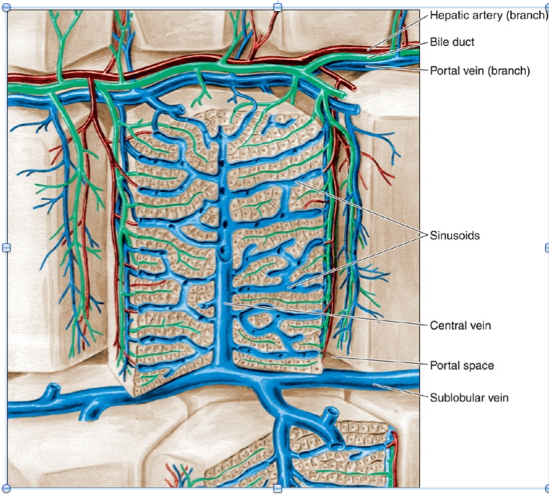 Hepatic artery (branch)
Bile duct
Portal vein (branch)
Sinusoids
Central vein
Portal space
Sublobular vein